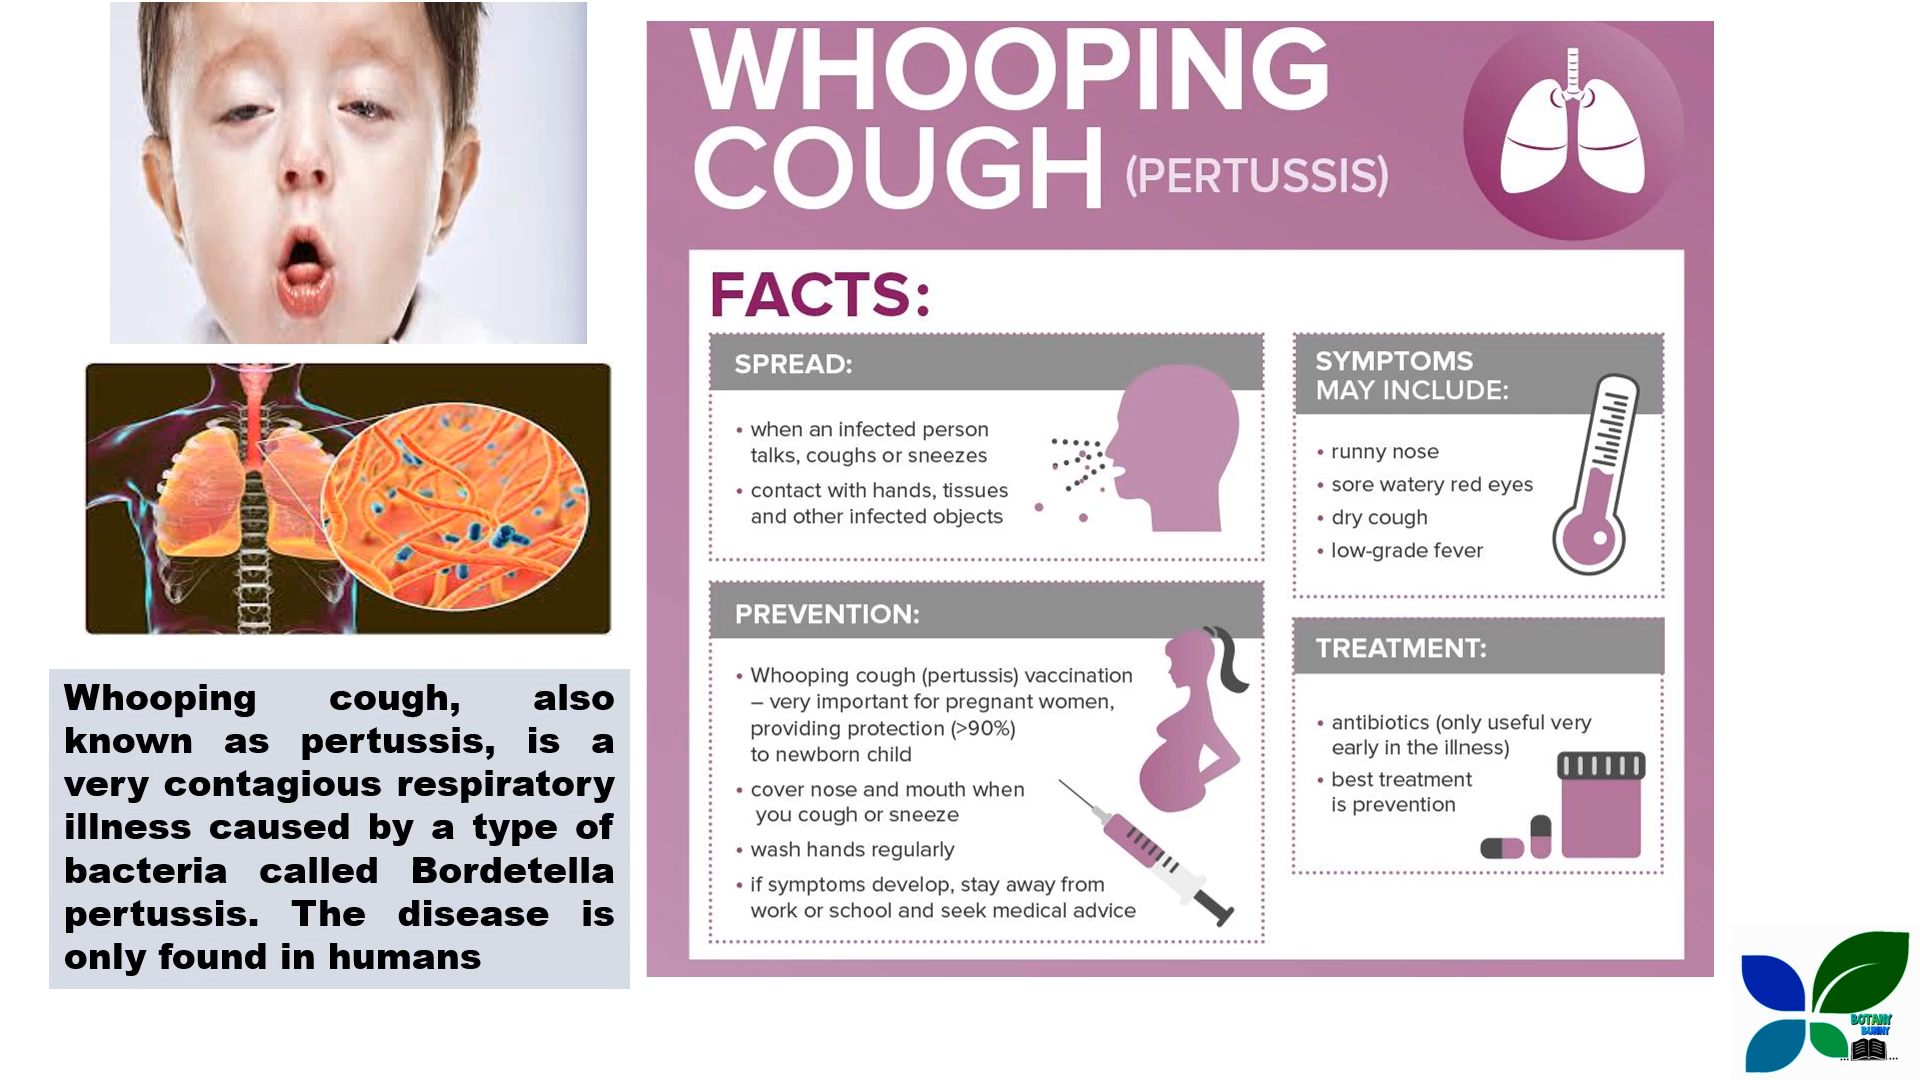 WHOOPING
COUGH (PERTUSSIS)
FACTS:
SPREAD:
• when an infected person
talks, coughs or sneezes
• contact with hands, tissues
and other infected objects
SYMPTOMS
MAY INCLUDE:
• runny nose
• sore watery red eyes
• dry cough
• low-grade fever
PREVENTION:
• Whooping cough (pertussis) vaccination
– very important for pregnant women,
providing protection (>90%)
to newborn child
• cover nose and mouth when
you cough or sneeze
• wash hands regularly
• if symptoms develop, stay away from
work or school and seek medical advice
TREATMENT:
• antibiotics (only useful very
early in the illness)
• best treatment
is prevention
Whooping cough, also
known as pertussis, is a
very contagious respiratory
illness caused by a type of
bacteria called Bordetella
pertussis. The disease is
only found in humans
BOTANY
BUNNY